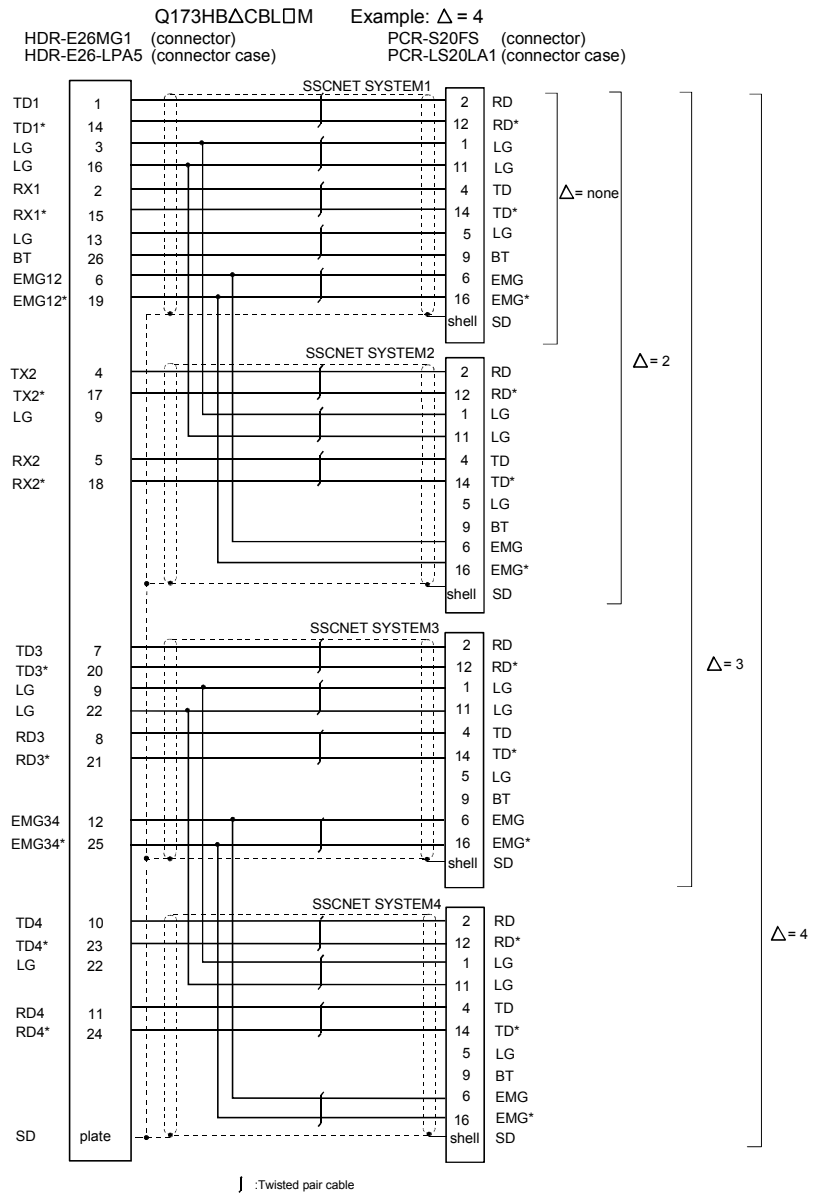 Q173HB△CBL□M Example: △ = 4
HDR-E26MG1 (connector) PCR-S20FS (connector)
HDR-E26-LPA5 (connector case) PCR-LS20LA1 (connector case)
SSCNET SYSTEM1
TD1 1 2 RD
TD1* 14 12 RD*
LG 3 1 LG
LG 16 11 LG
RX1 2 4 TD
△= none
RX1* 15 14 TD*
LG 13 5 LG
BT 26 9 BT
EMG12 6 6 EMG
EMG12* 19 16 EMG*
shell SD
SSCNET SYSTEM2
△= 2
TX2 4 2 RD
TX2* 17 12 RD*
LG 9 1 LG
11 LG
RX2 5 4 TD
RX2* 18 14 TD*
5 LG
9 BT
6 EMG
16 EMG*
shell SD
SSCNET SYSTEM3
TD3 7 2 RD
TD3* 20 12 RD*
△= 3
LG 9 1 LG
LG 22 11 LG
RD3 8 4 TD
RD3* 21 14 TD*
5 LG
9 BT
EMG34 12 6 EMG
EMG34* 25 16 EMG*
shell SD
SSCNET SYSTEM4
TD4 10 2 RD
△= 4
TD4* 23 12 RD*
LG 22 1 LG
11 LG
RD4 11 4 TD
RD4* 24 14 TD*
5 LG
9 BT
6 EMG
16 EMG*
SD plate shell SD
:Twisted pair cable